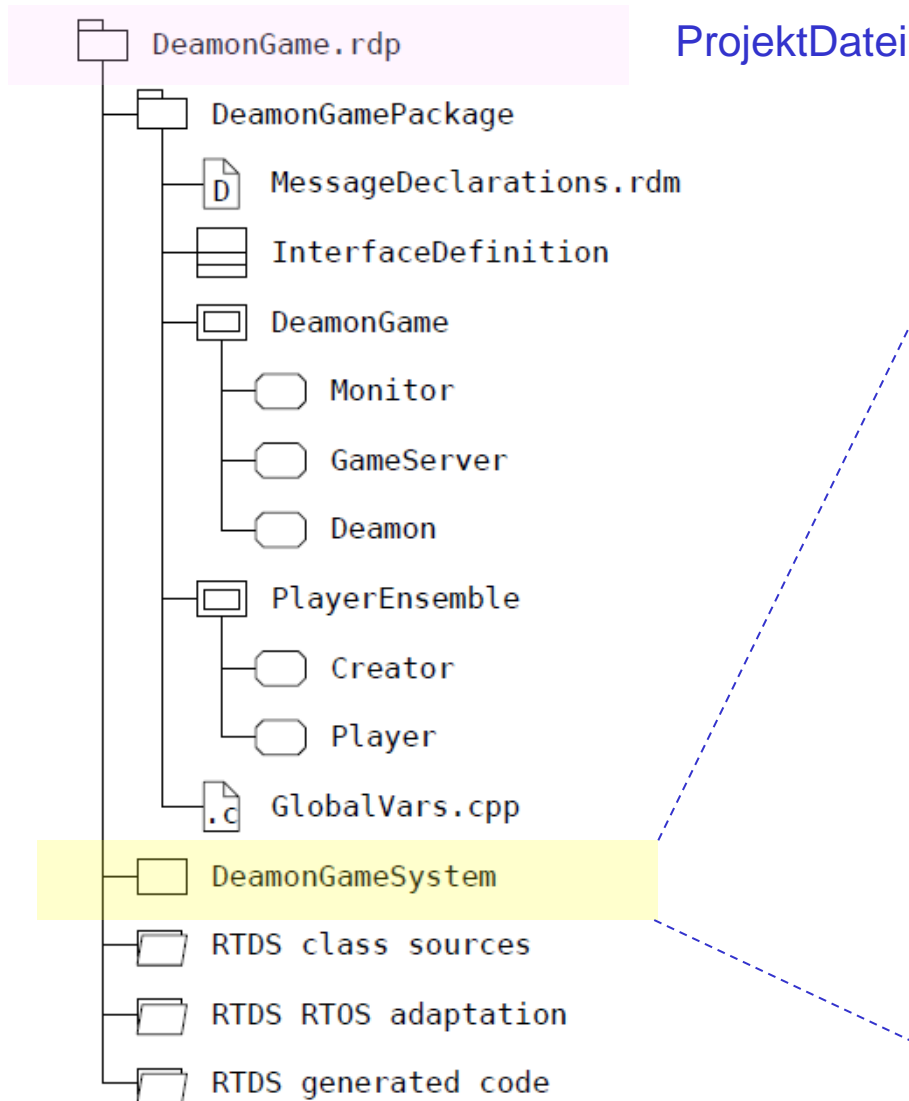 DeamonGame.rdp ProjektDatei
DeamonGamePackage
D MessageDeclarations.rdm
InterfaceDefinition
DeamonGame
Monitor
GameServer
Deamon
PlayerEnsemble
Creator
Player
.c GlobalVars.cpp
DeamonGameSystem
RTDS class sources
RTDS RTOS adaptation
RTDS generated code